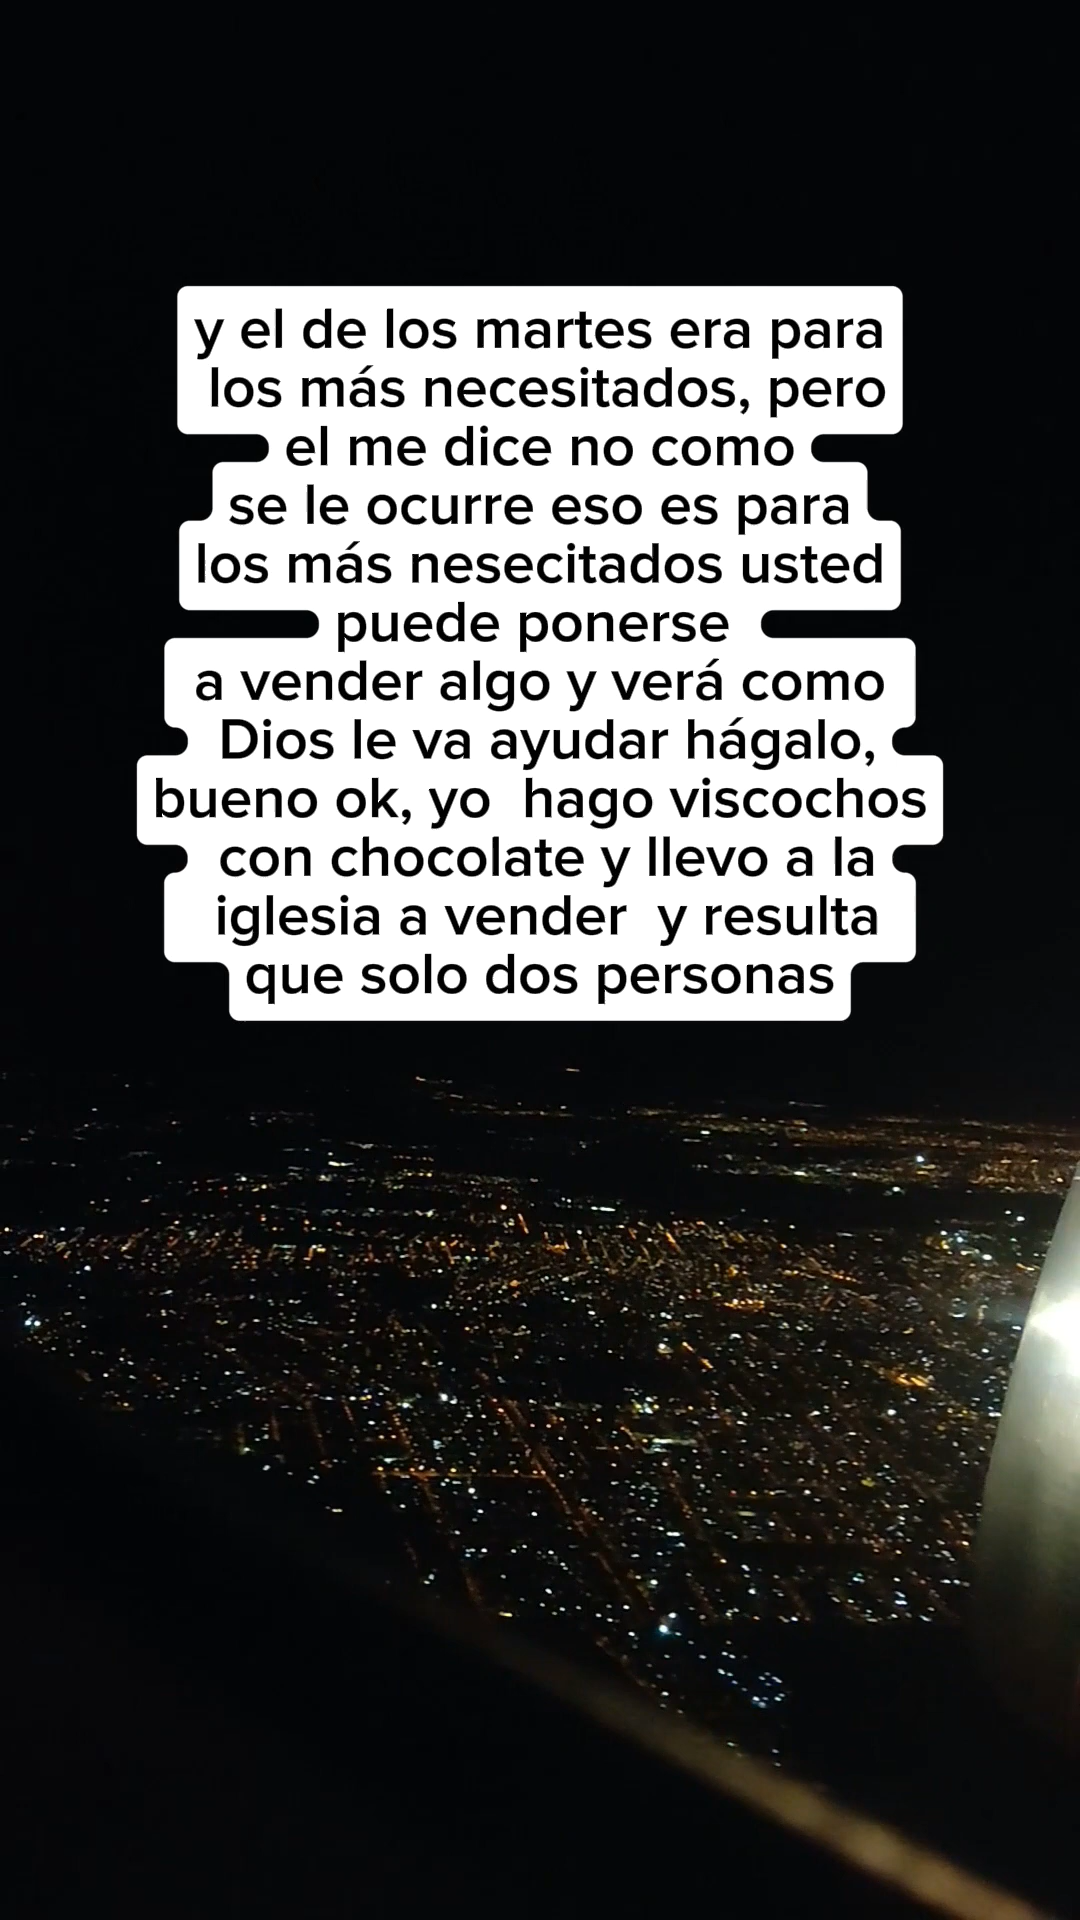 y el de los martes era para
los más necesitados, pero
el me dice no como
se le ocurre eso es para
los más nesecitados usted
puede ponerse
a vender algo y verá como
Dios le va ayudar hágalo,
bueno ok, yo hago viscochos
con chocolate y llevo a la
iglesia a vender y resulta
que solo dos personas